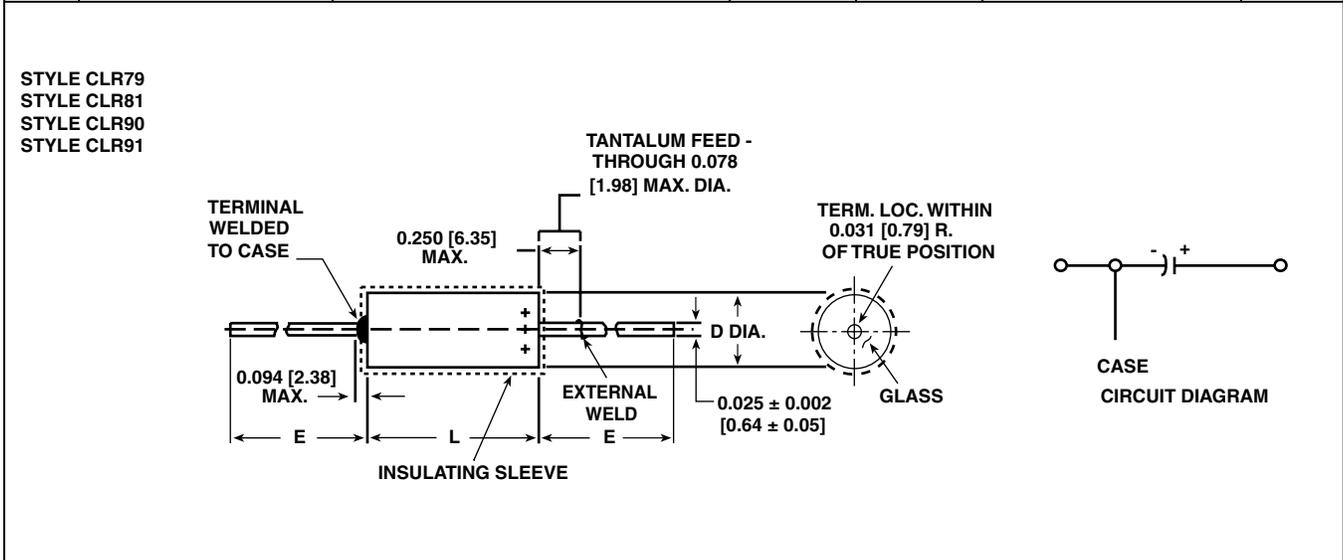 STYLE CLR79
STYLE CLR81
STYLE CLR90
STYLE CLR91
TANTALUM FEED -
THROUGH 0.078
[1.98] MAX. DIA.
TERMINAL
WELDED
TO CASE
0.250 [6.35]
MAX.
TERM. LOC. WITHIN
0.031 [0.79] R.
OF TRUE POSITION
- +
+
+
+
D DIA.
0.094 [2.38]
MAX.
EXTERNAL
WELD
0.025 ± 0.002
[0.64 ± 0.05]
GLASS
CASE
CIRCUIT DIAGRAM
E L E
INSULATING SLEEVE